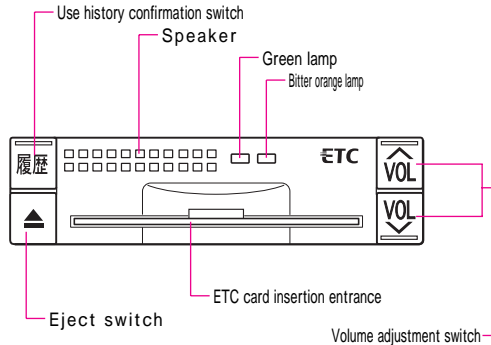 Use history confirmation switch
Speaker
Green lamp
Bitter orange lamp
履歴
ETC
VOL
VOL
ETC card insertion entrance
Eject switch
Volume adjustment switch